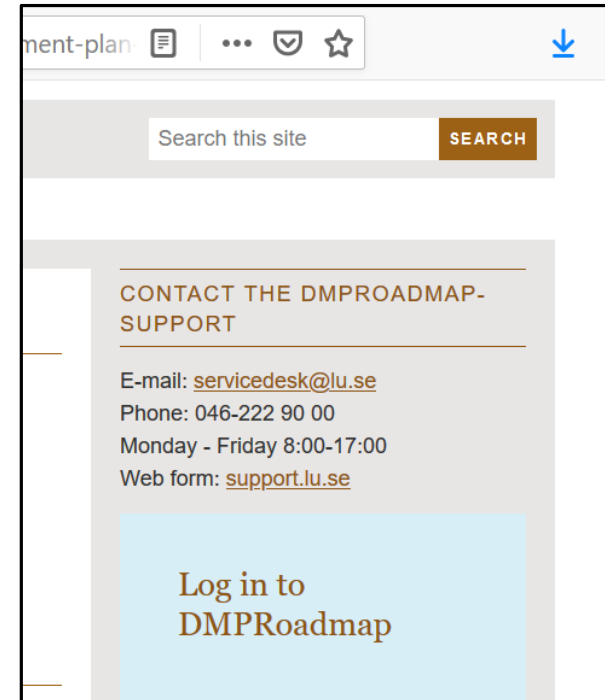 ment-plan
Search this site
SEARCH
CONTACT THE DMPROADMAP-
SUPPORT
E-mail: servicedesk@lu.se
Phone: 046-222 90 00
Monday - Friday 8:00-17:00
Web form: support.lu.se
Log in to
DMPRoadmap